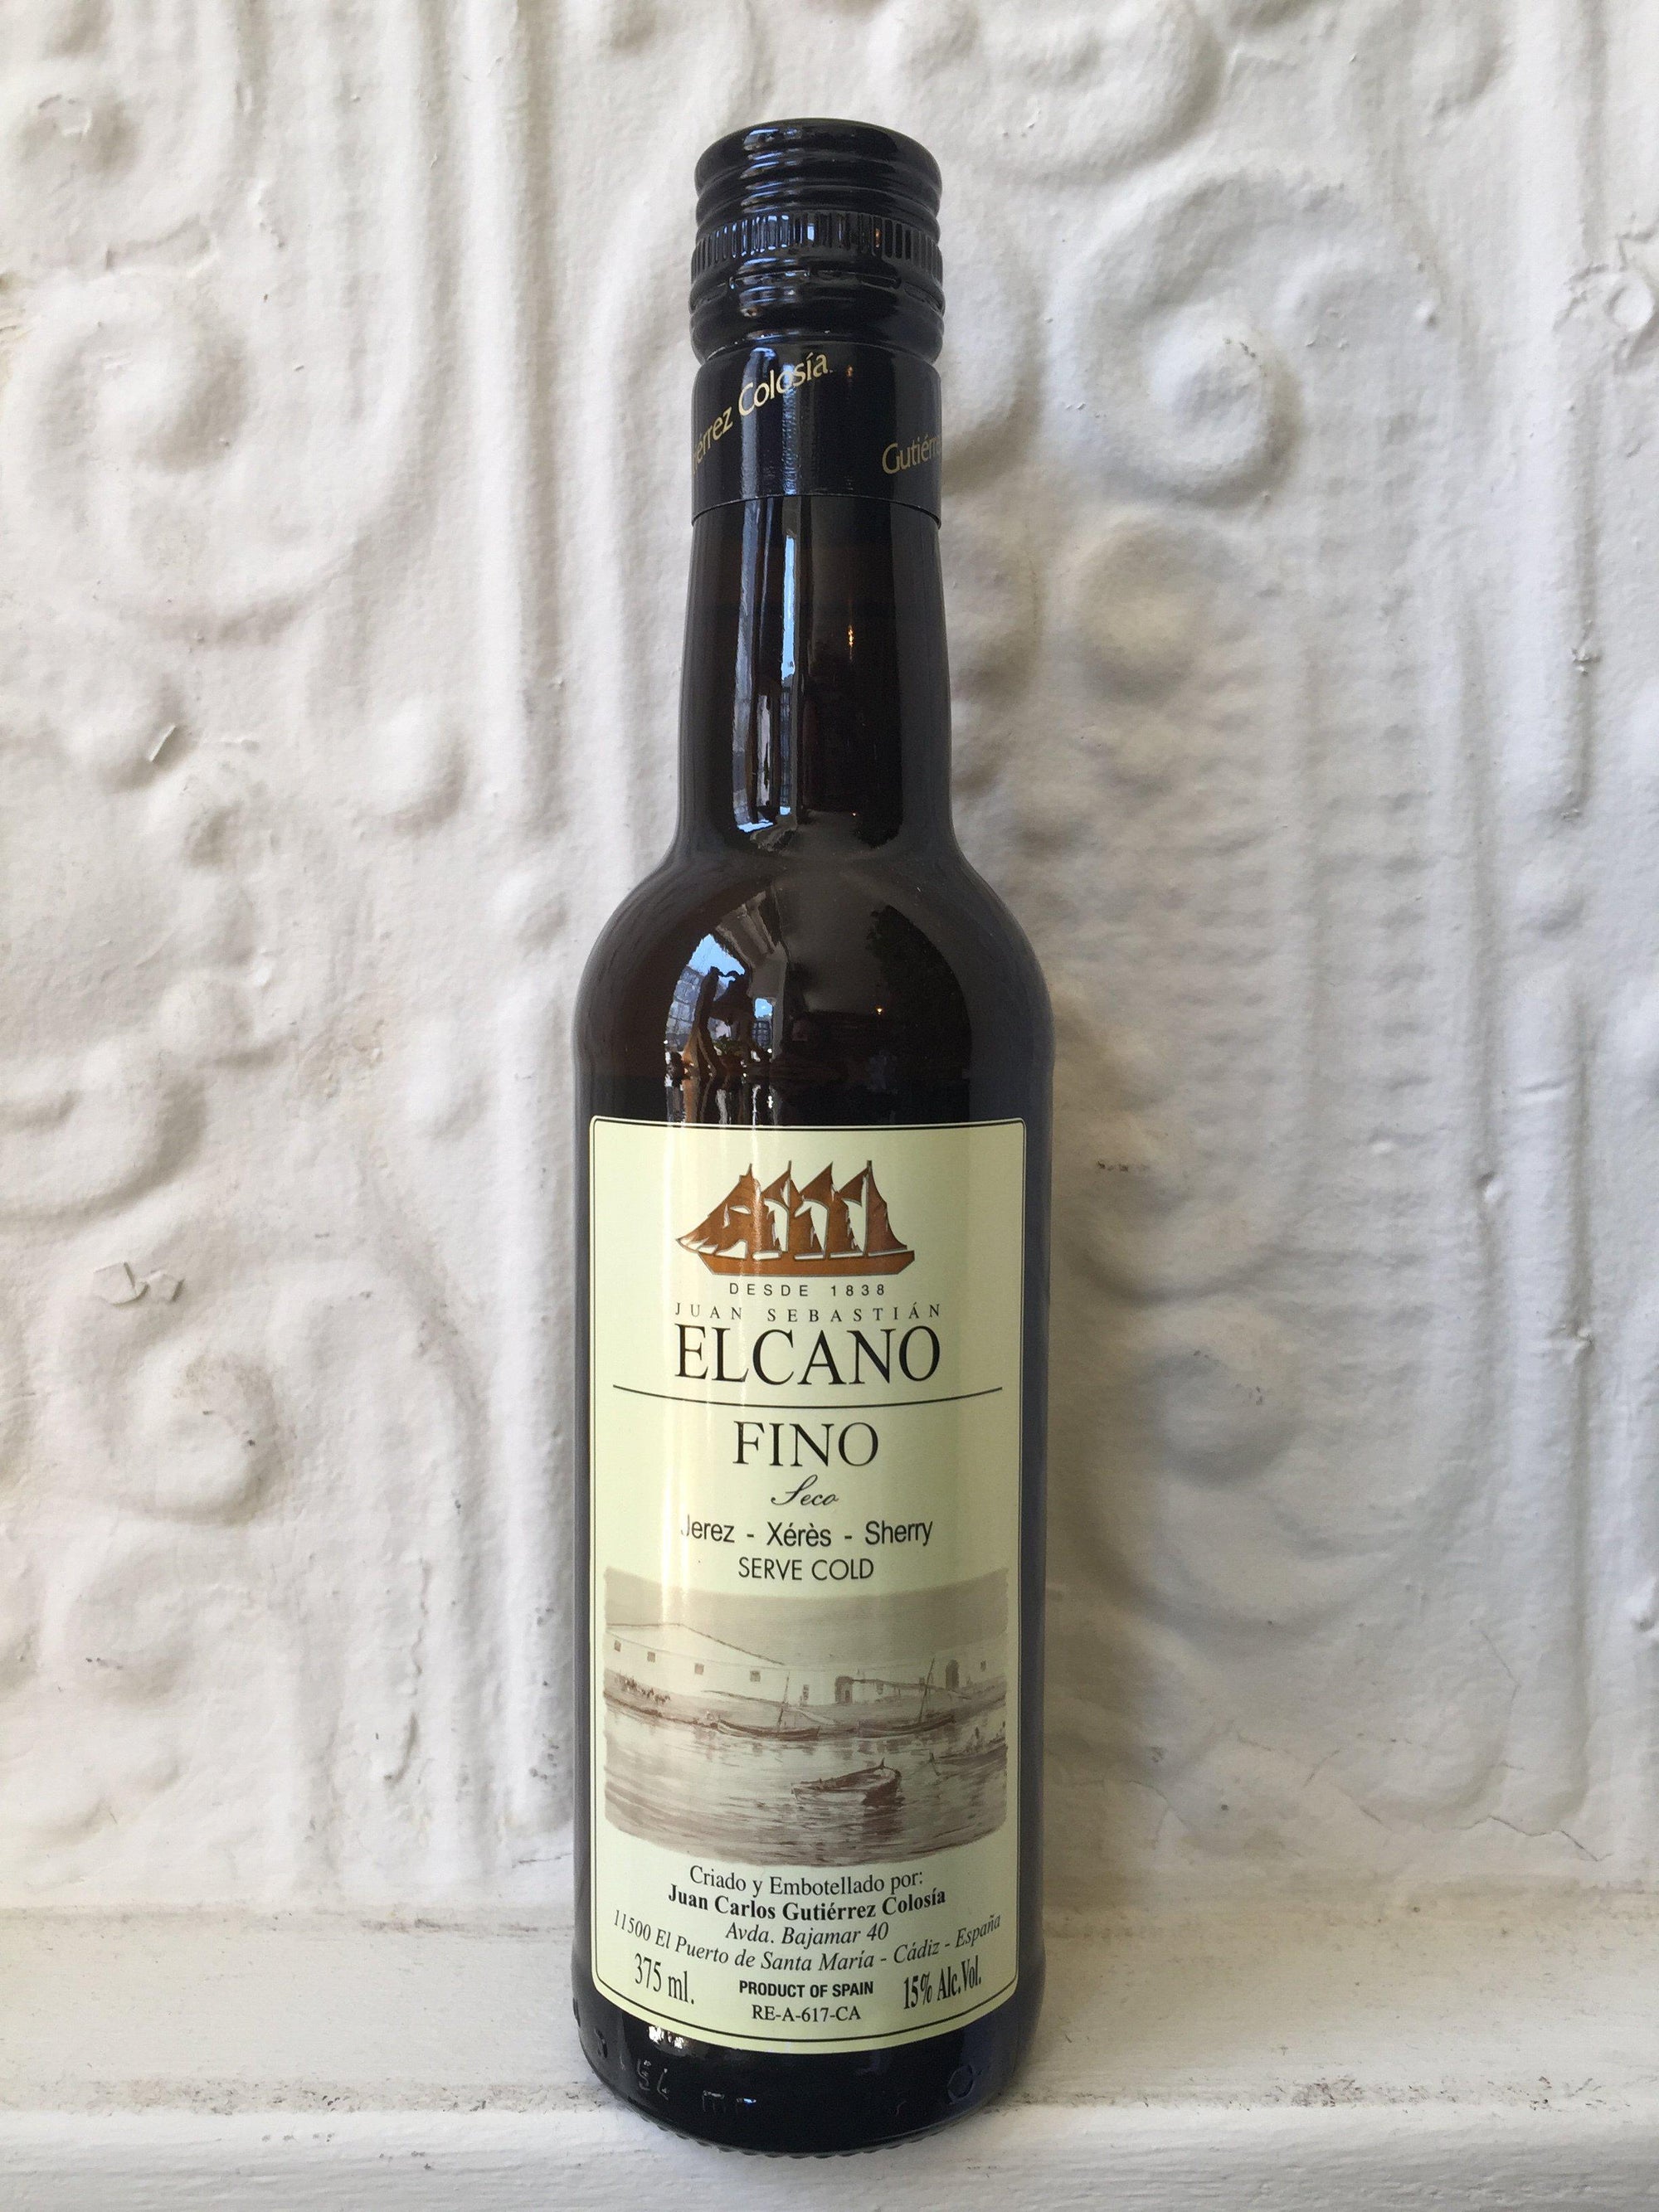 Colosía
DESDE 1838
JUAN SEBASTIÁN
ELCANO
FINO
Seco
Jerez - Xérès - Sherry
SERVE COLD
Criado y Embotellado por:
Juan Carlos Gutiérrez Colosía
Avda. Bajamar 40
11500 El Puerto de Santa María - Cádiz - España
375 ml.
PRODUCT OF SPAIN
15% Alc.Vol.
RE-A-617-CA